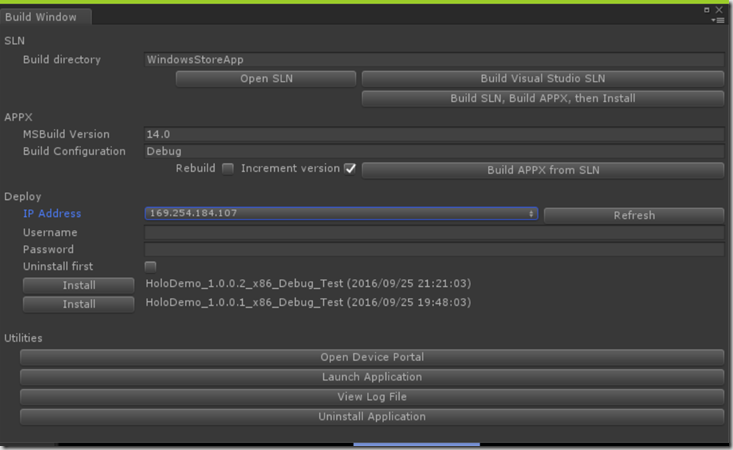 Build Window
SLN
Build directory WindowsStoreApp
Open SLN Build Visual Studio SLN
Build SLN, Build APPX, then Install
APPX
MSBuild Version 14.0
Build Configuration Debug
Rebuild Increment version Build APPX from SLN
Deploy
IP Address 169.254.184.107 Refresh
Username
Password
Uninstall first
Install HoloDemo_1.0.0.2_x86_Debug_Test (2016/09/25 21:21:03)
Install HoloDemo_1.0.0.1_x86_Debug_Test (2016/09/25 19:48:03)
Utilities
Open Device Portal
Launch Application
View Log File
Uninstall Application